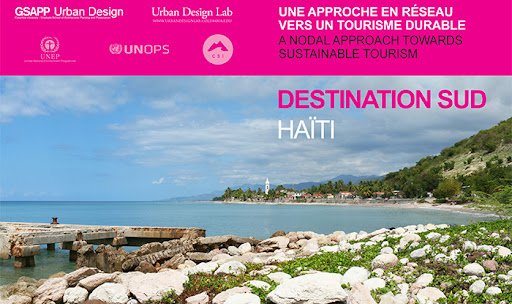 GSAPP Urban Design
Urban Design Lab
UNEP
UNOPS
CSI
UNE APPROCHE EN RÉSEAU
VERS UN TOURISME DURABLE
A NODAL APPROACH TOWARDS
SUSTAINABLE TOURISM
DESTINATION SUD
HAÏTI